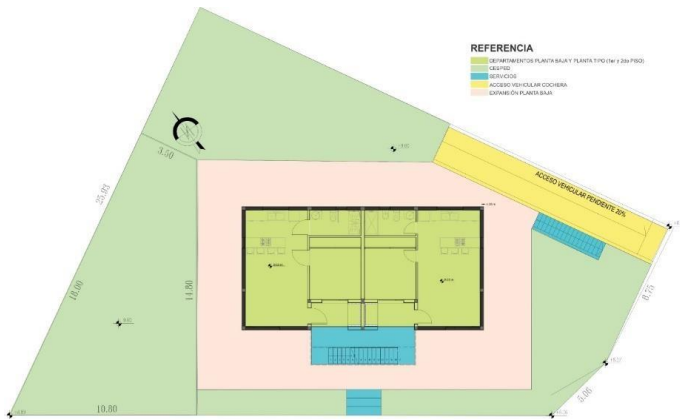 REFERENCIA
DEPARTAMENTOS PLANTA BAJA Y PLANTA TIPO (1er y 2do PISO)
CESPED
SERVICIOS
ACCESO VEHICULAR COCHERA
EXPANSIÓN PLANTA BAJA
ACCESO VEHICULAR PENDIENTE 20%
3.50
25.93
18.00
14.80
8.75
5.06
10.80